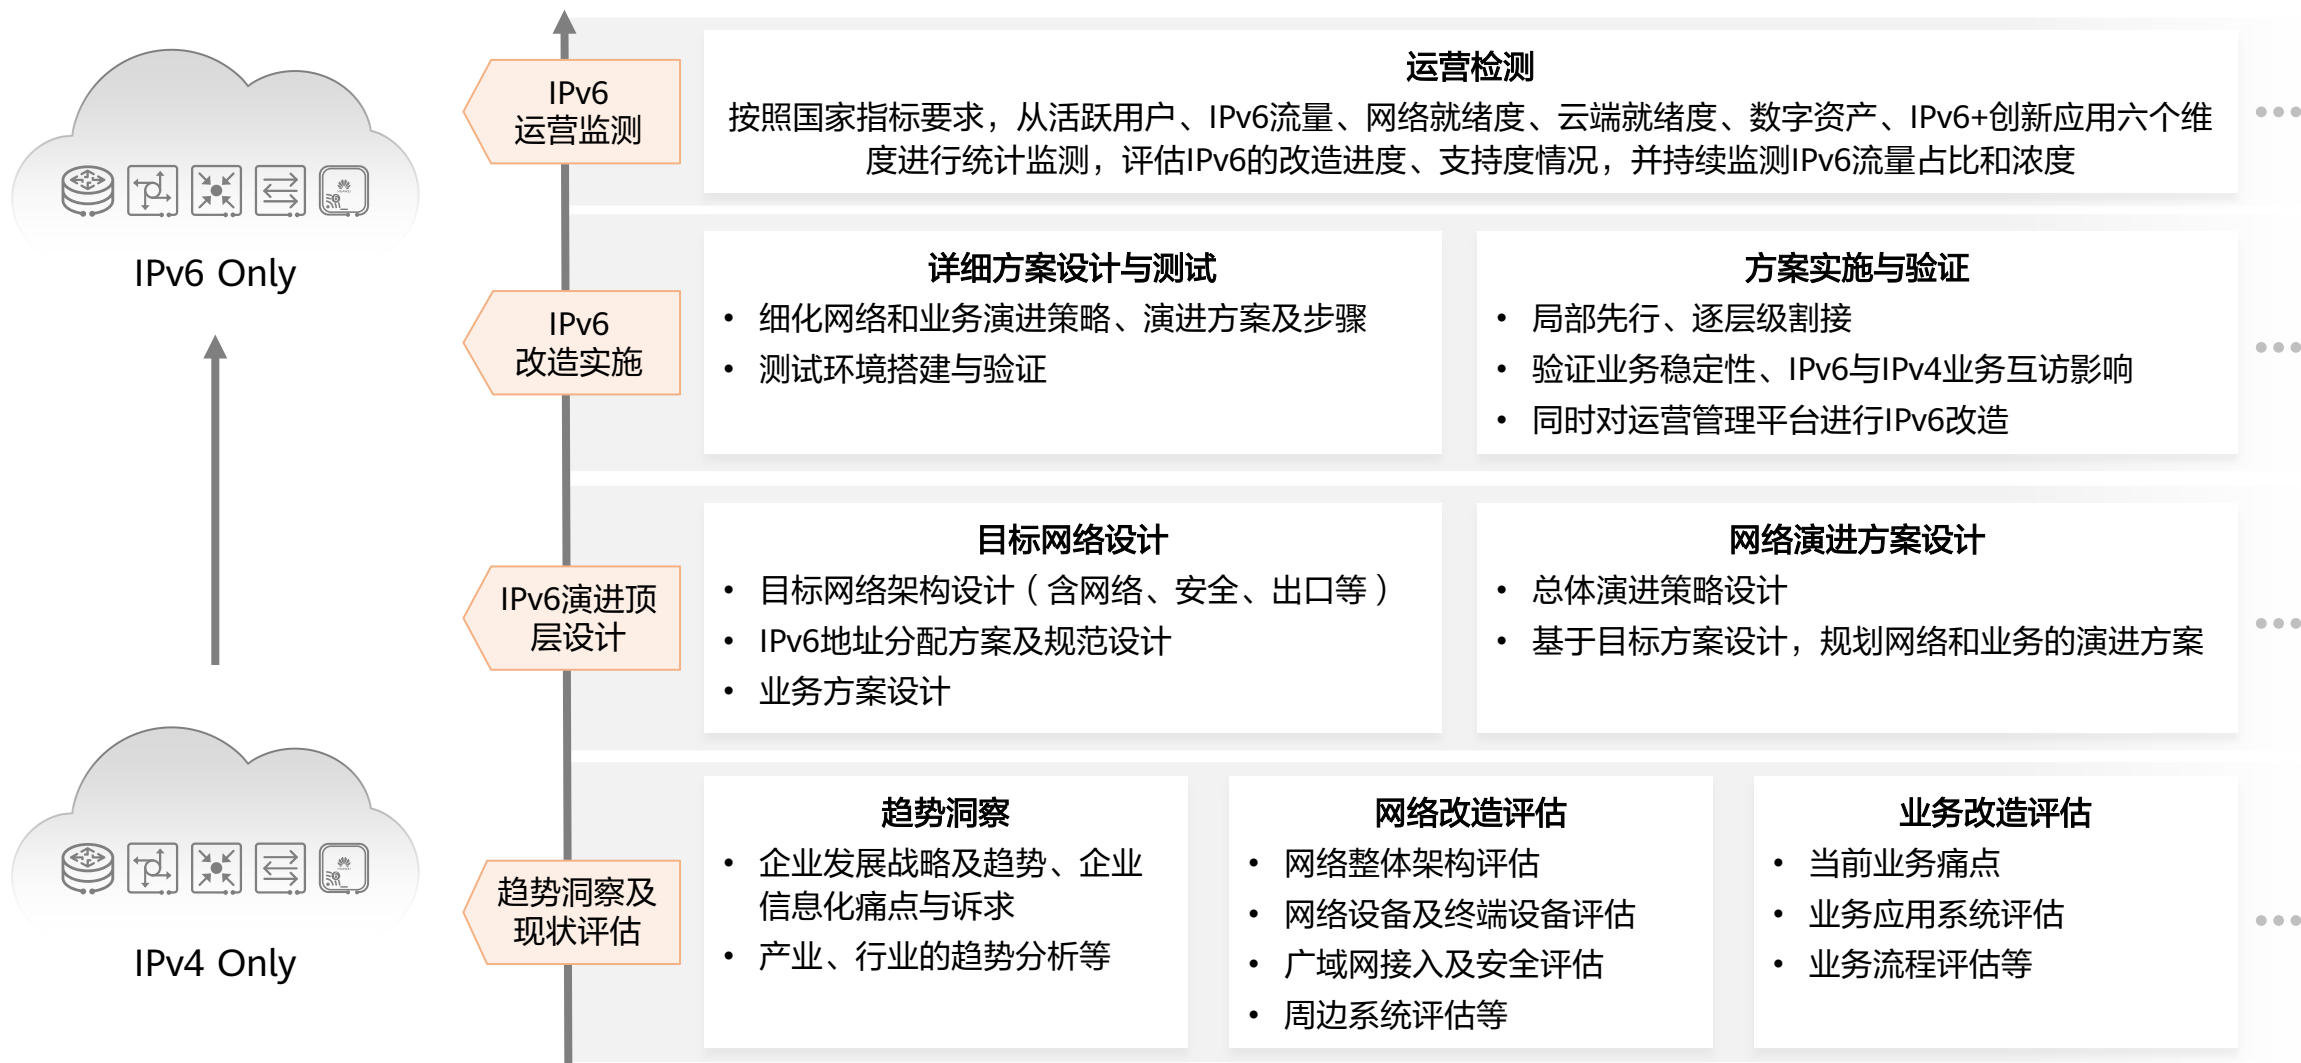 IPv6 Only
IPv4 Only
IPv6
运营监测
运营检测
按照国家指标要求，从活跃用户、IPv6流量、网络就绪度、云端就绪度、数字资产、IPv6+创新应用六个维
度进行统计监测，评估IPv6的改造进度、支持度情况，并持续监测IPv6流量占比和浓度
IPv6
改造实施
详细方案设计与测试
• 细化网络和业务演进策略、演进方案及步骤
• 测试环境搭建与验证
方案实施与验证
• 局部先行、逐层级割接
• 验证业务稳定性、IPv6与IPv4业务互访影响
• 同时对运营管理平台进行IPv6改造
IPv6演进顶
层设计
目标网络设计
• 目标网络架构设计（含网络、安全、出口等）
• IPv6地址分配方案及规范设计
• 业务方案设计
网络演进方案设计
• 总体演进策略设计
• 基于目标方案设计，规划网络和业务的演进方案
趋势洞察及
现状评估
趋势洞察
• 企业发展战略及趋势、企业
信息化痛点与诉求
• 产业、行业的趋势分析等
网络改造评估
• 网络整体架构评估
• 网络设备及终端设备评估
• 广域网接入及安全评估
• 周边系统评估等
业务改造评估
• 当前业务痛点
• 业务应用系统评估
• 业务流程评估等